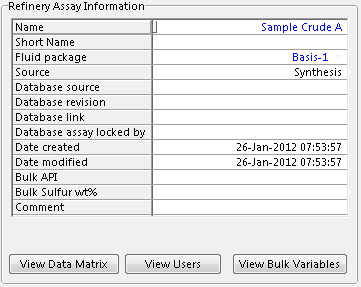 Refinery Assay Information
Name Sample Crude A
Short Name
Fluid package Basis-1
Source Synthesis
Database source
Database revision
Database link
Database assay locked by
Date created 26-Jan-2012 07:53:57
Date modified 26-Jan-2012 07:53:57
Bulk API
Bulk Sulfur wt%
Comment
View Data Matrix View Users View Bulk Variables